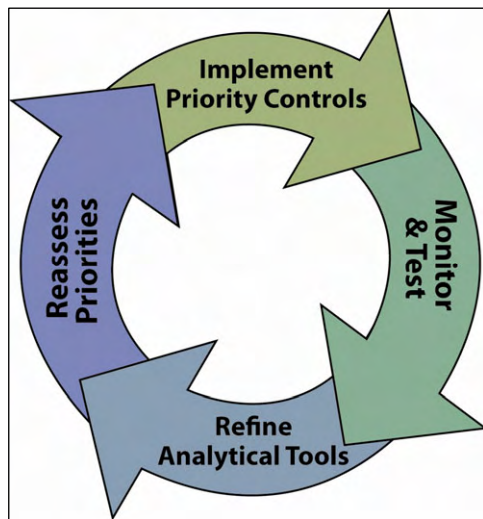 Implement
Priority Controls
Monitor
& Test
Refine
Analytical Tools
Reassess
Priorities